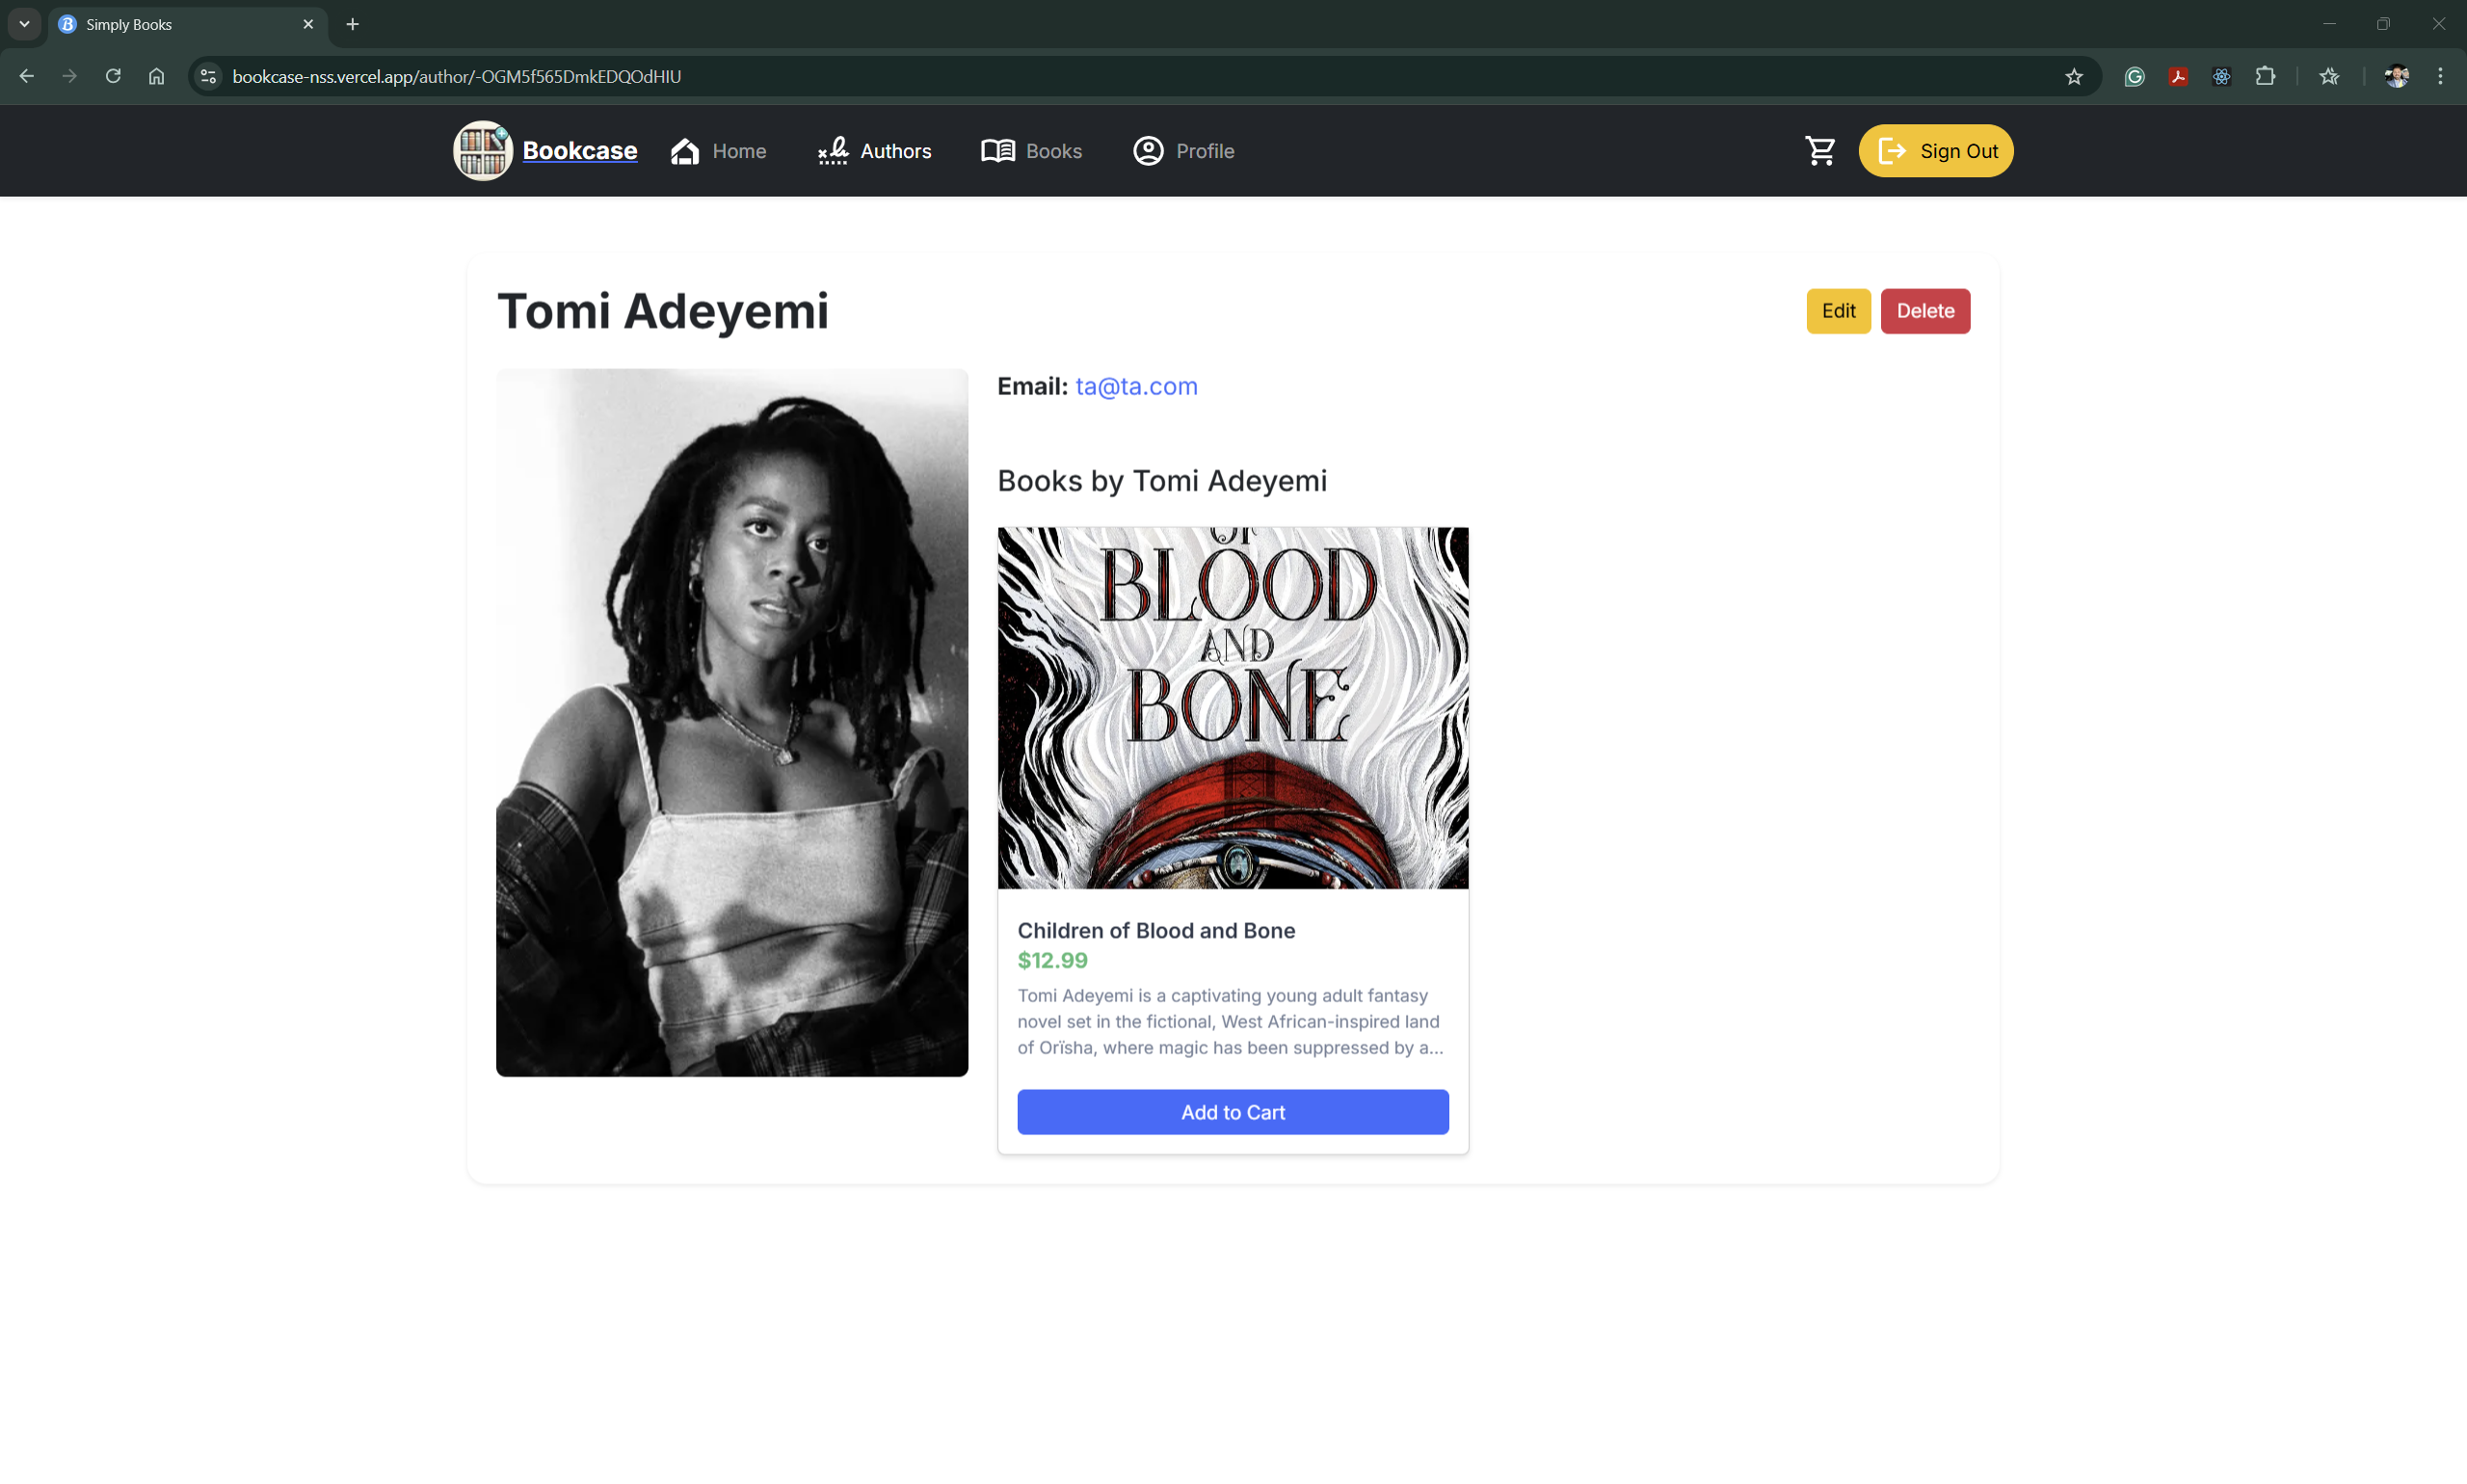 Simply Books
bookcase-nss.vercel.app/author/-OGM5f565DmkEDQOdHIU
Bookcase
Home
Authors
Books
Profile
Sign Out
Tomi Adeyemi
Edit
Delete
Email: ta@ta.com
Books by Tomi Adeyemi
OF
BLOOD
AND
BONE
Children of Blood and Bone
$12.99
Tomi Adeyemi is a captivating young adult fantasy
novel set in the fictional, West African-inspired land
of Orïsha, where magic has been suppressed by a...
Add to Cart